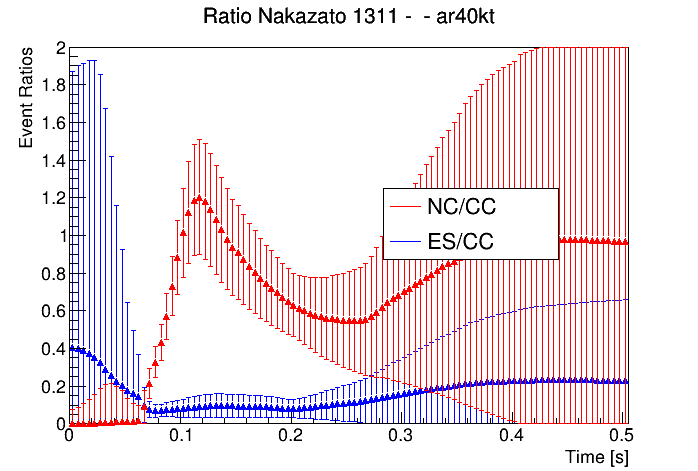 Ratio Nakazato 1311 - - ar40kt
Event Ratios
2
1.8
1.6
1.4
1.2
1
0.8
0.6
0.4
0.2
0
NC/CC
ES/CC
0 0.1 0.2 0.3 0.4 0.5
Time [s]